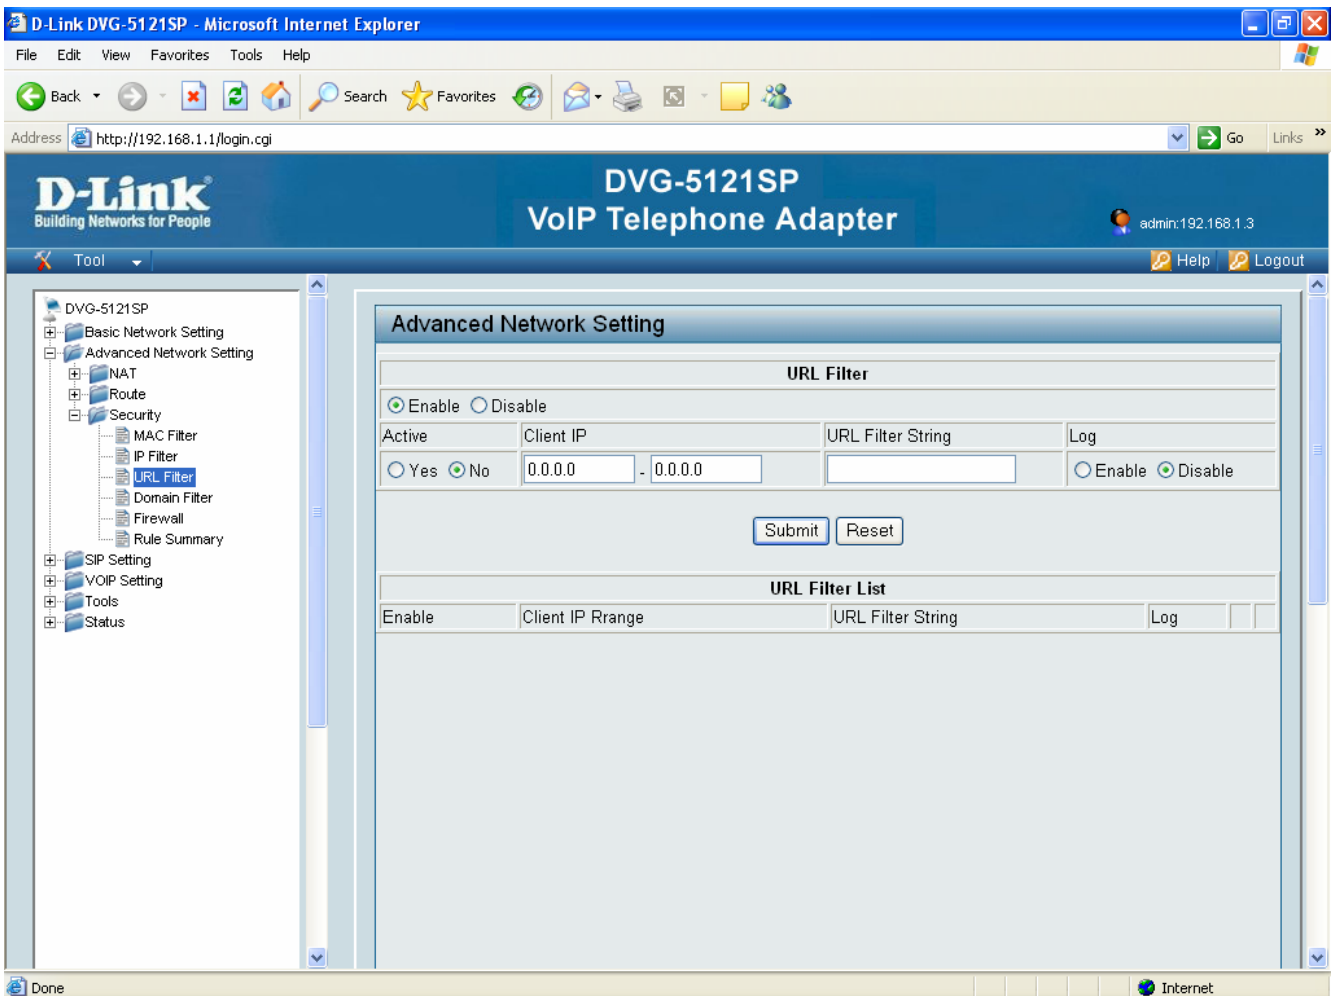 D-Link DVG-5121SP - Microsoft Internet Explorer
File Edit View Favorites Tools Help
Back Search Favorites
Address http://192.168.1.1/login.cgi Go Links »
D-Link®
Building Networks for People
DVG-5121SP
VoIP Telephone Adapter
admin:192.168.1.3
Tool Help Logout
DVG-5121SP
Basic Network Setting
Advanced Network Setting
NAT
Route
Security
MAC Filter
IP Filter
URL Filter
Domain Filter
Firewall
Rule Summary
SIP Setting
VOIP Setting
Tools
Status
Advanced Network Setting
URL Filter
Enable Disable
Active Client IP URL Filter String Log
Yes No 0.0.0.0 - 0.0.0.0 Enable Disable
Submit Reset
URL Filter List
Enable Client IP Rrange URL Filter String Log
Done Internet